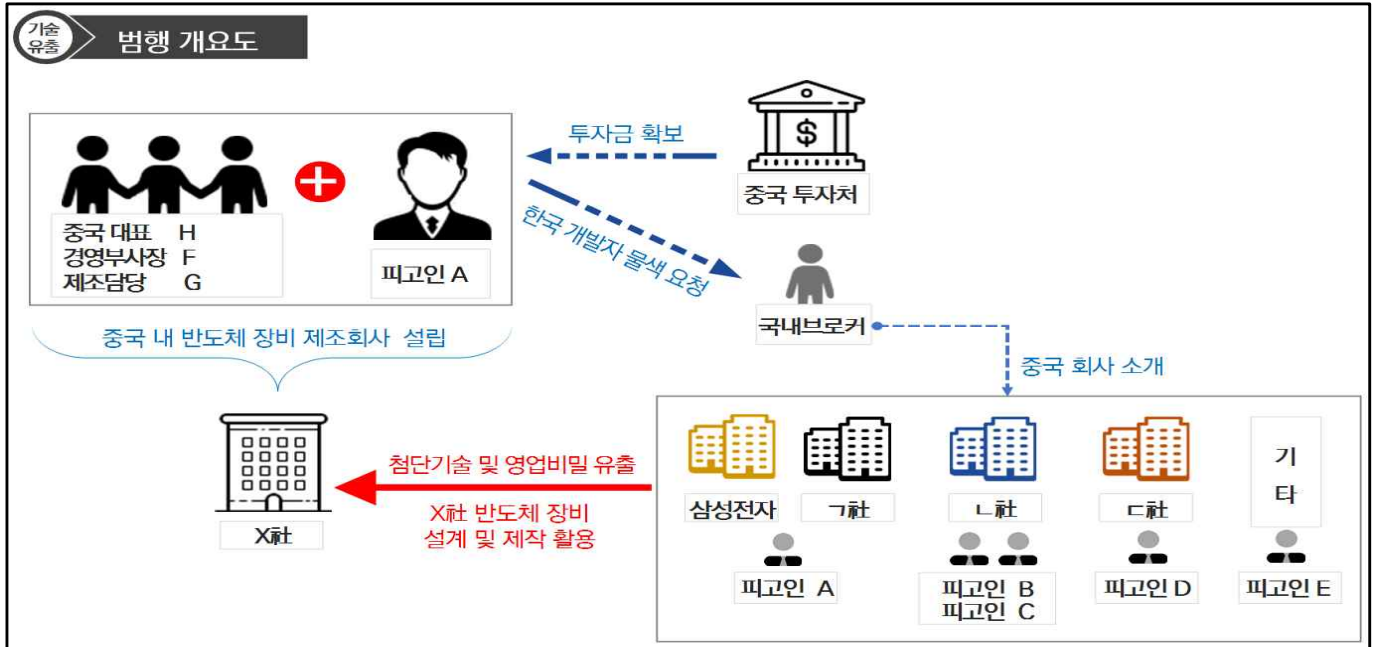 기술
유출
범행 개요도
투자금 확보
$
중국 투자처
중국 대표 H
경영부사장 F
제조담당 G
피고인 A
한국 개발자 물색 요청
국내브로커
중국 내 반도체 장비 제조회사 설립
중국 회사 소개
X社
첨단기술 및 영업비밀 유출
X社 반도체 장비
설계 및 제작 활용
삼성전자
ㄱ社
ㄴ社
ㄷ社
기
타
피고인 A
피고인 B
피고인 C
피고인 D
피고인 E